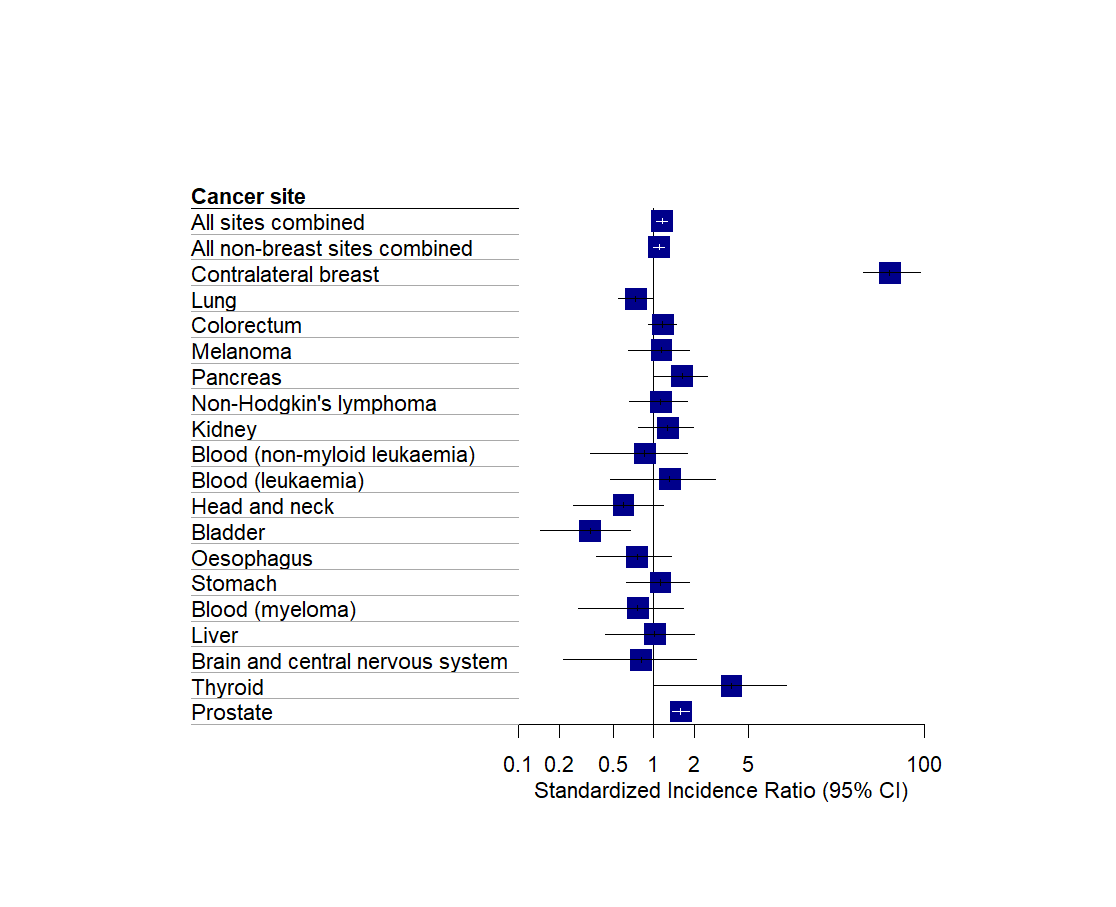 Cancer site
All sites combined
All non-breast sites combined
Contralateral breast
Lung
Colorectum
Melanoma
Pancreas
Non-Hodgkin's lymphoma
Kidney
Blood (non-myloid leukaemia)
Blood (leukaemia)
Head and neck
Bladder
Oesophagus
Stomach
Blood (myeloma)
Liver
Brain and central nervous system
Thyroid
Prostate
0.1 0.2 0.5 1 2 5 100
Standardized Incidence Ratio (95% CI)